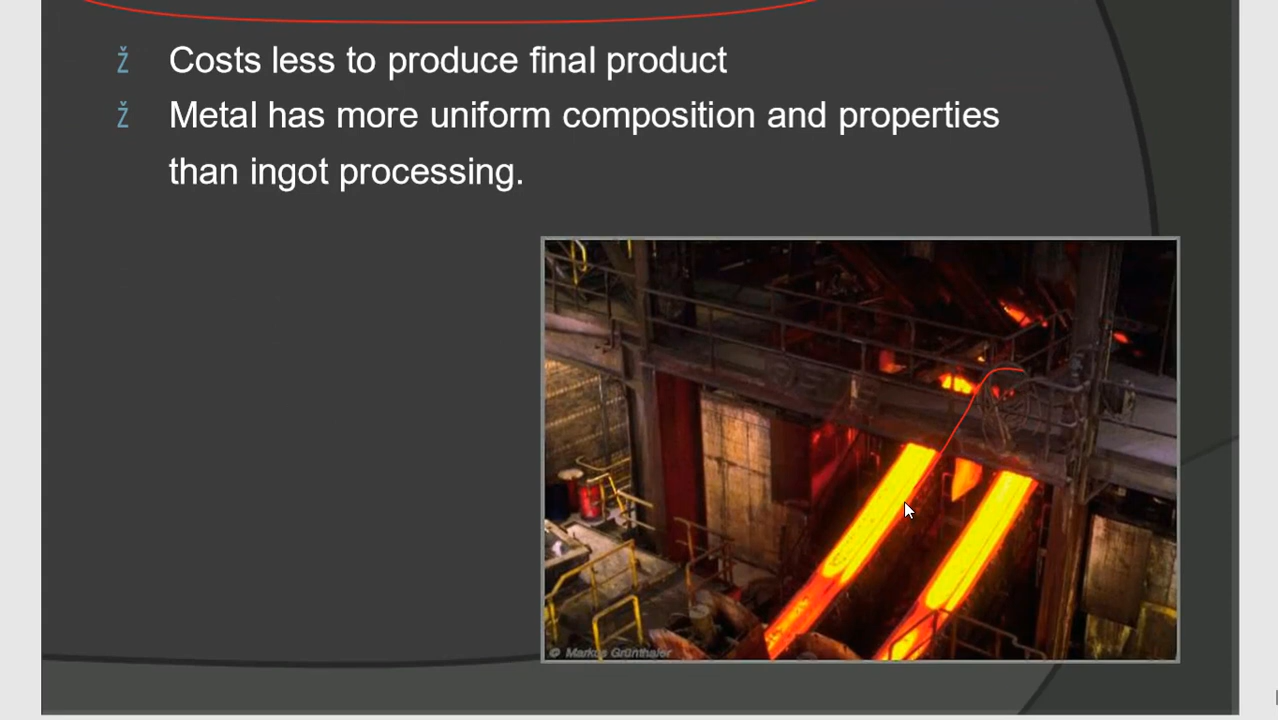 ž Costs less to produce final product
ž Metal has more uniform composition and properties
than ingot processing.
© Markus Grünthaler